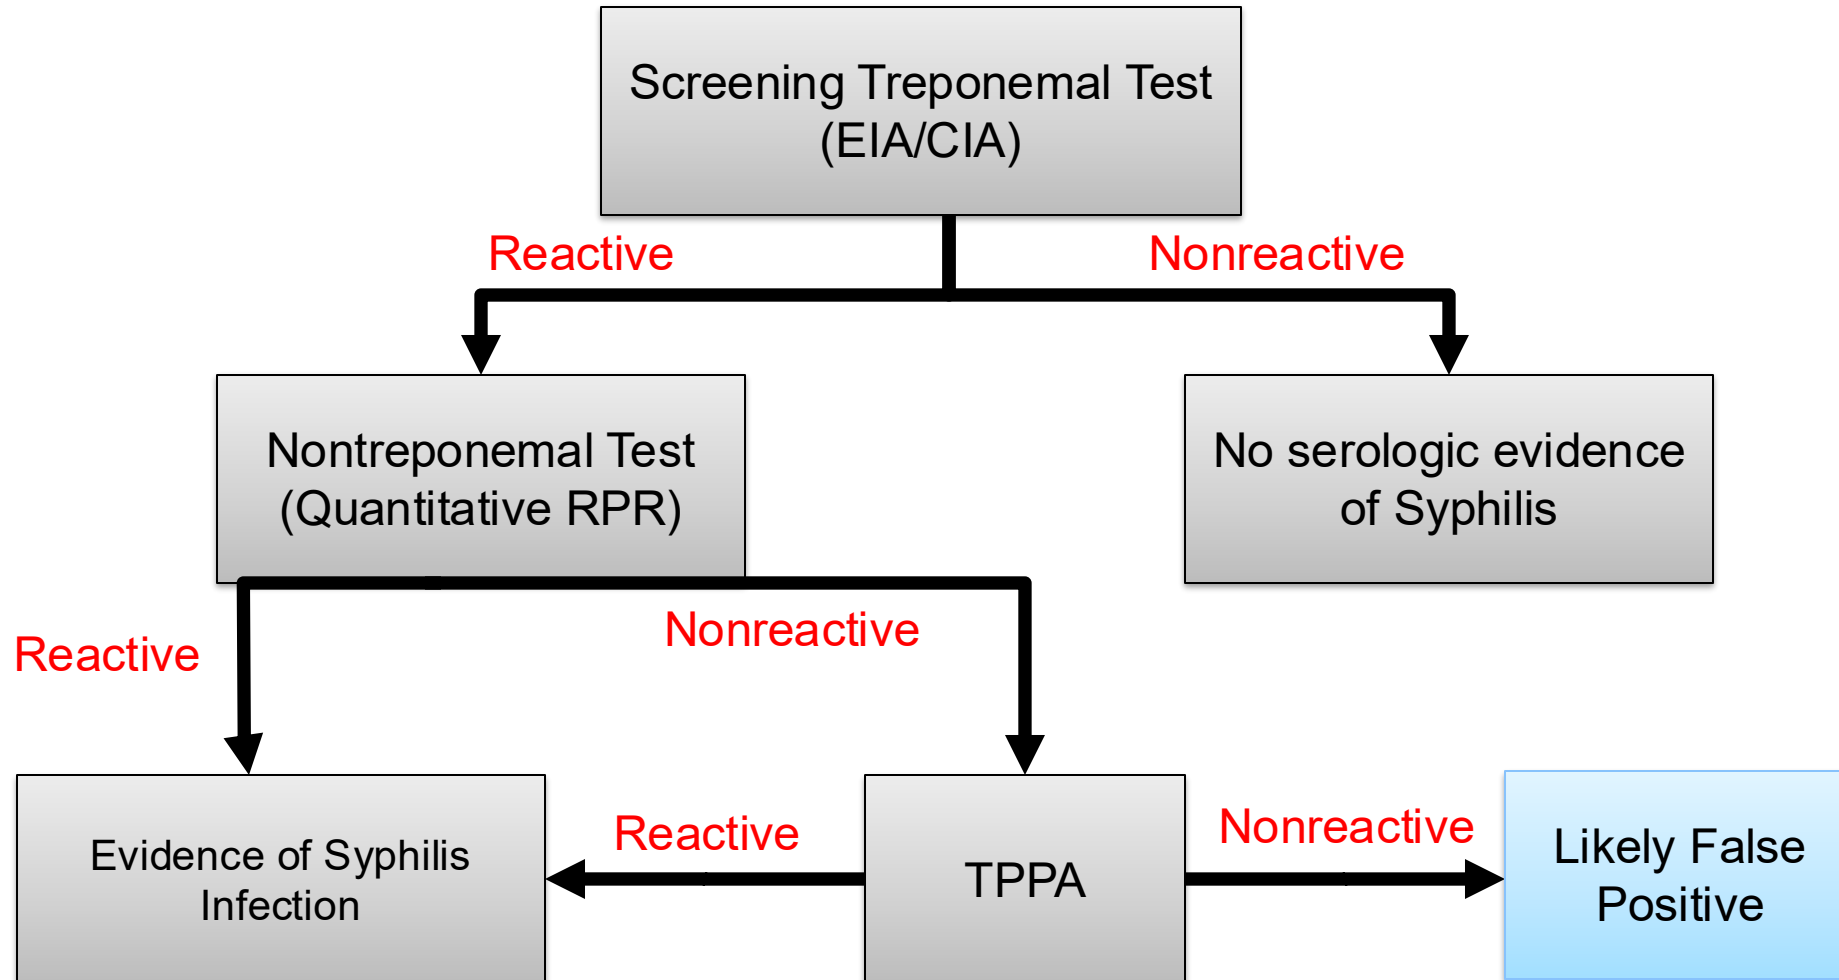 Screening Treponemal Test
(EIA/CIA)
Reactive
Nonreactive
Nontreponemal Test
(Quantitative RPR)
No serologic evidence
of Syphilis
Reactive
Nonreactive
Evidence of Syphilis
Infection
Reactive
TPPA
Nonreactive
Likely False
Positive